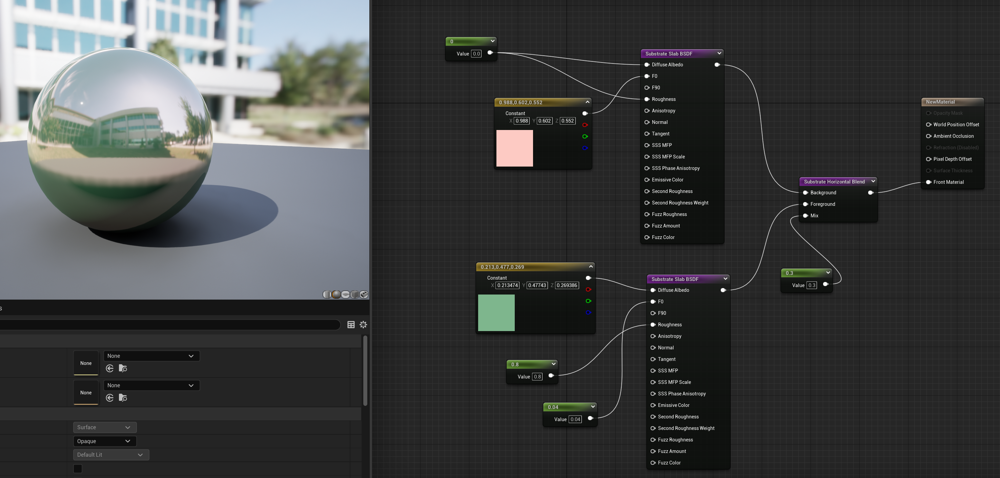 0
Value 0.0
0.988,0.602,0.552
Constant
X 0.988 Y 0.602 Z 0.552
Substrate Slab BSDF
Diffuse Albedo
F0
F90
Roughness
Anisotropy
Normal
Tangent
SSS MFP
SSS MFP Scale
SSS Phase Anisotropy
Emissive Color
Second Roughness
Second Roughness Weight
Fuzz Roughness
Fuzz Amount
Fuzz Color
NewMaterial
Opacity Mask
World Position Offset
Ambient Occlusion
Refraction (Disabled)
Pixel Depth Offset
Surface Thickness
Front Material
Substrate Horizontal Blend
Background
Foreground
Mix
0.3
Value 0.3
0.213,0.477,0.269
Constant
X 0.213474 Y 0.47743 Z 0.269386
0.8
Value 0.8
0.04
Value 0.04
Substrate Slab BSDF
Diffuse Albedo
F0
F90
Roughness
Anisotropy
Normal
Tangent
SSS MFP
SSS MFP Scale
SSS Phase Anisotropy
Emissive Color
Second Roughness
Second Roughness Weight
Fuzz Roughness
Fuzz Amount
Fuzz Color
s
None
None
None
None
Surface
Opaque
Default Lit